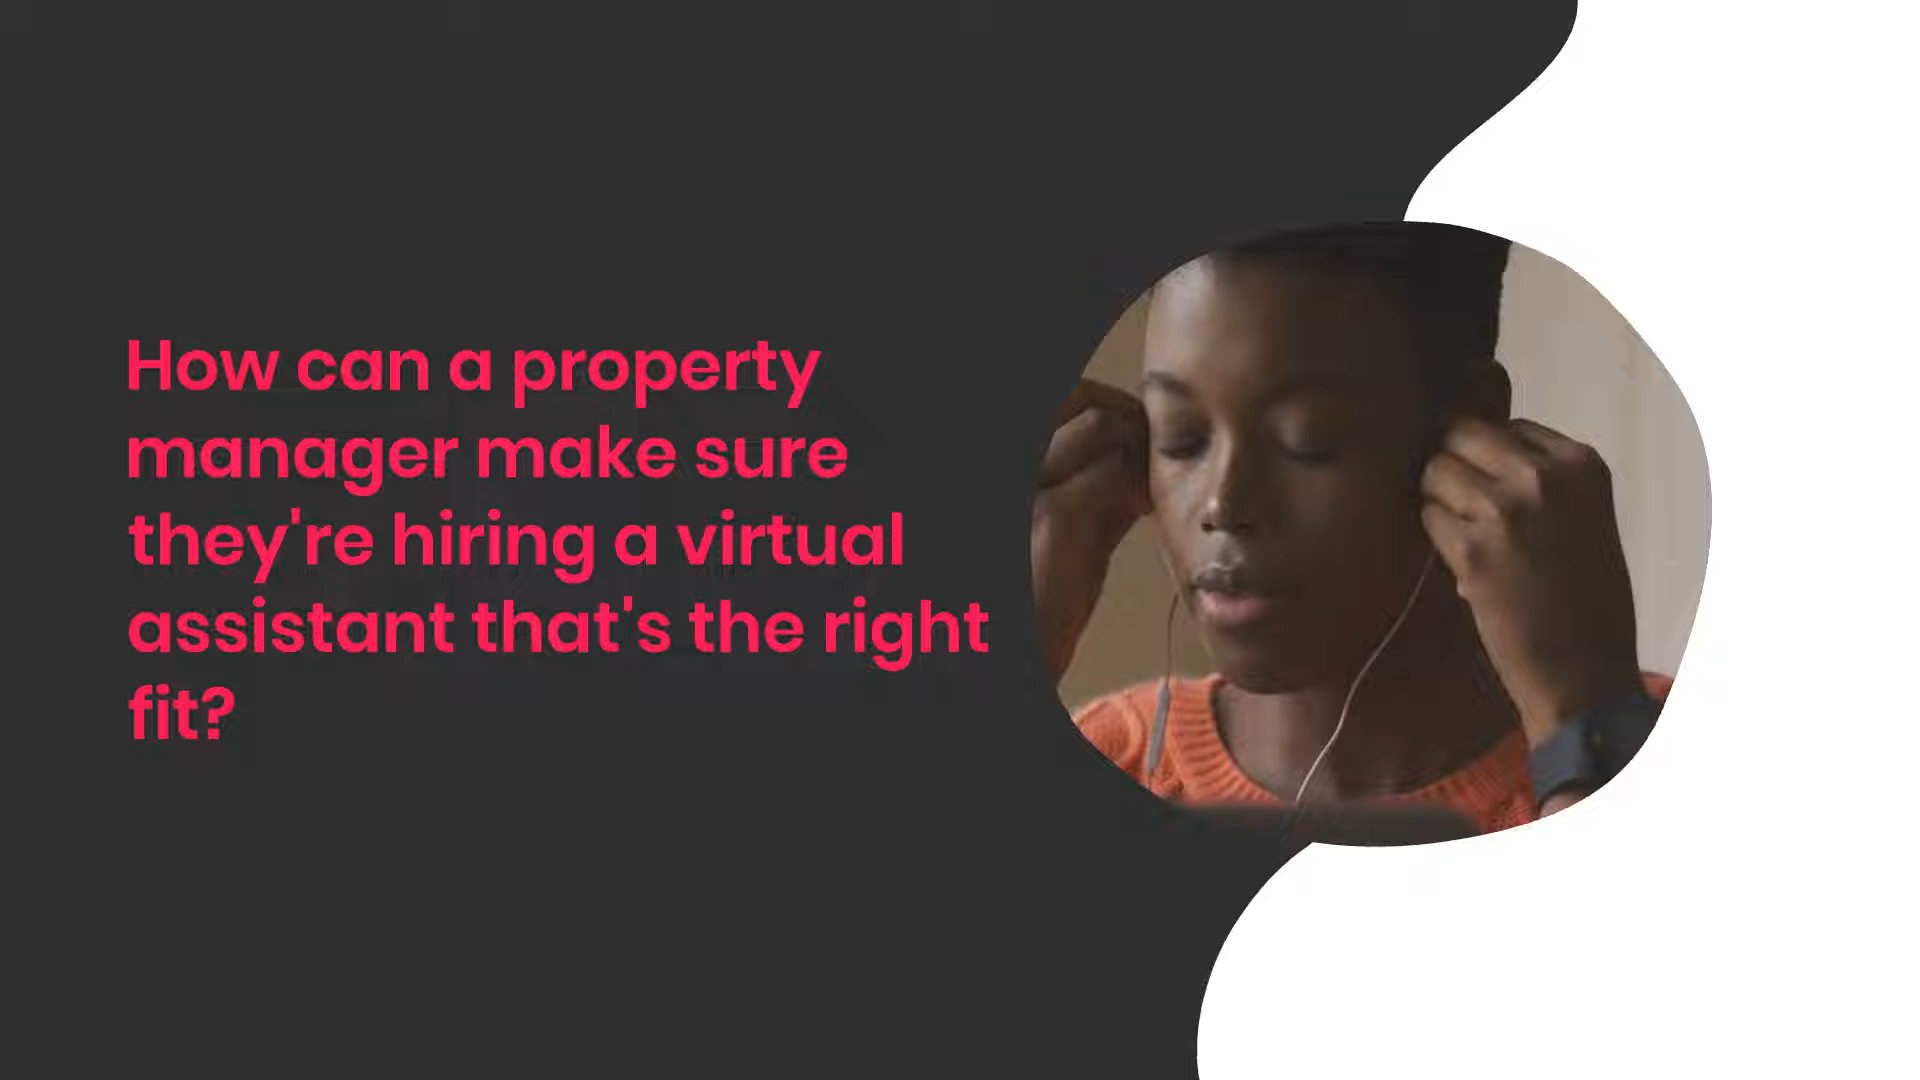 How can a property
manager make sure
they're hiring a virtual
assistant that's the right
fit?